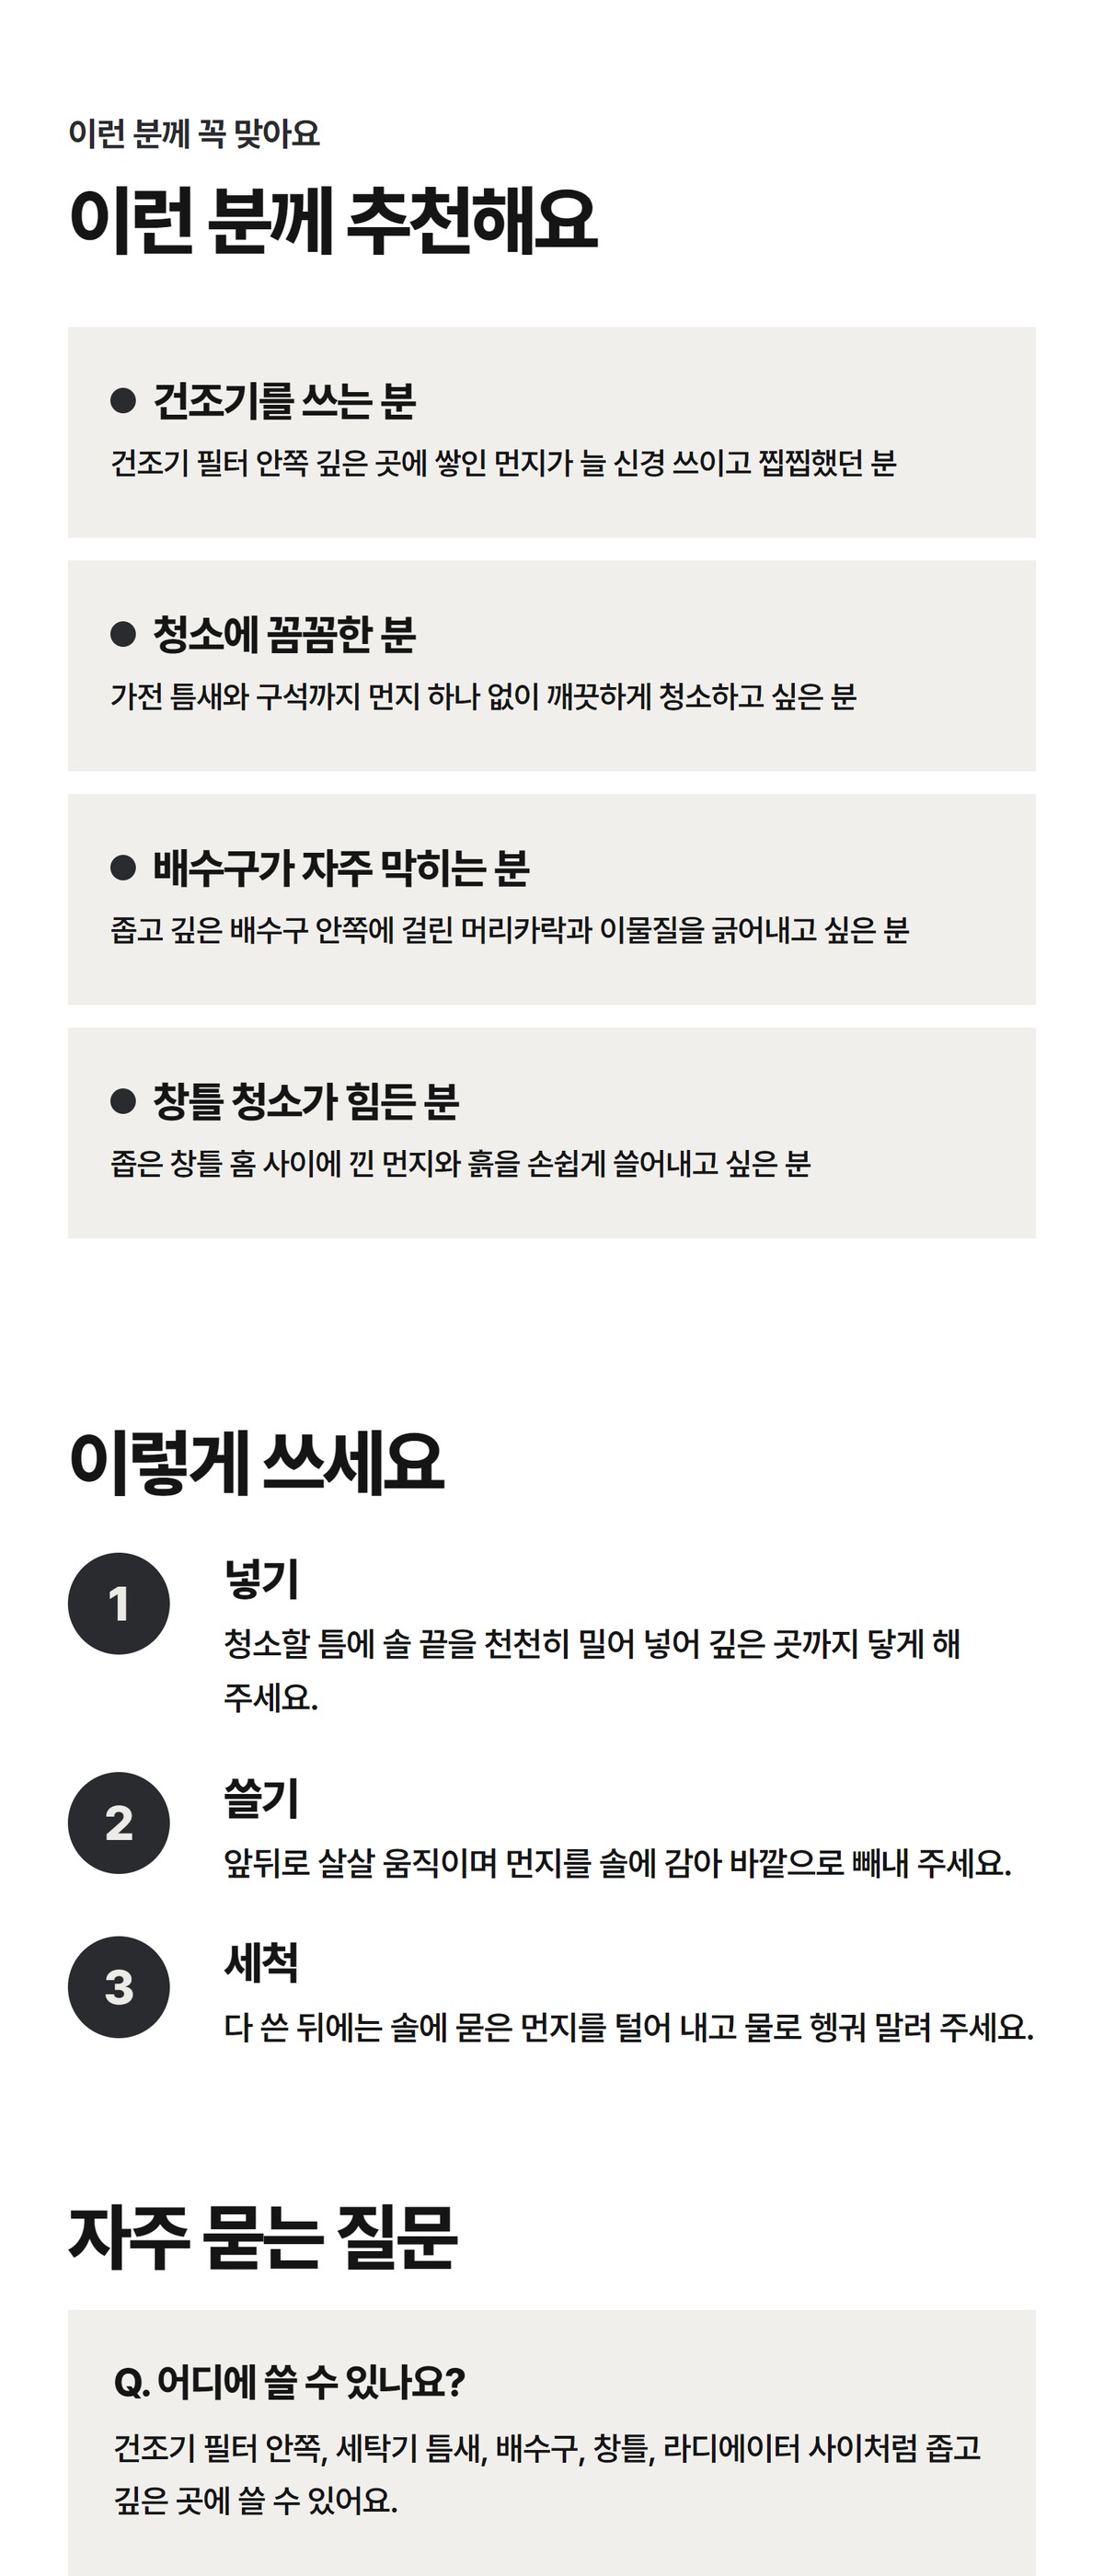 이런 분께 꼭 맞아요
이런 분께 추천해요
건조기를 쓰는 분
건조기 필터 안쪽 깊은 곳에 쌓인 먼지가 늘 신경 쓰이고 찝찝했던 분
청소에 꼼꼼한 분
가전 틈새와 구석까지 먼지 하나 없이 깨끗하게 청소하고 싶은 분
배수구가 자주 막히는 분
좁고 깊은 배수구 안쪽에 걸린 머리카락과 이물질을 긁어내고 싶은 분
창틀 청소가 힘든 분
좁은 창틀 홈 사이에 낀 먼지와 흙을 손쉽게 쓸어내고 싶은 분
이렇게 쓰세요
1
넣기
청소할 틈에 솔 끝을 천천히 밀어 넣어 깊은 곳까지 닿게 해
주세요.
2
쓸기
앞뒤로 살살 움직이며 먼지를 솔에 감아 바깥으로 빼내 주세요.
3
세척
다 쓴 뒤에는 솔에 묻은 먼지를 털어 내고 물로 헹궈 말려 주세요.
자주 묻는 질문
Q. 어디에 쓸 수 있나요?
건조기 필터 안쪽, 세탁기 틈새, 배수구, 창틀, 라디에이터 사이처럼 좁고
깊은 곳에 쓸 수 있어요.